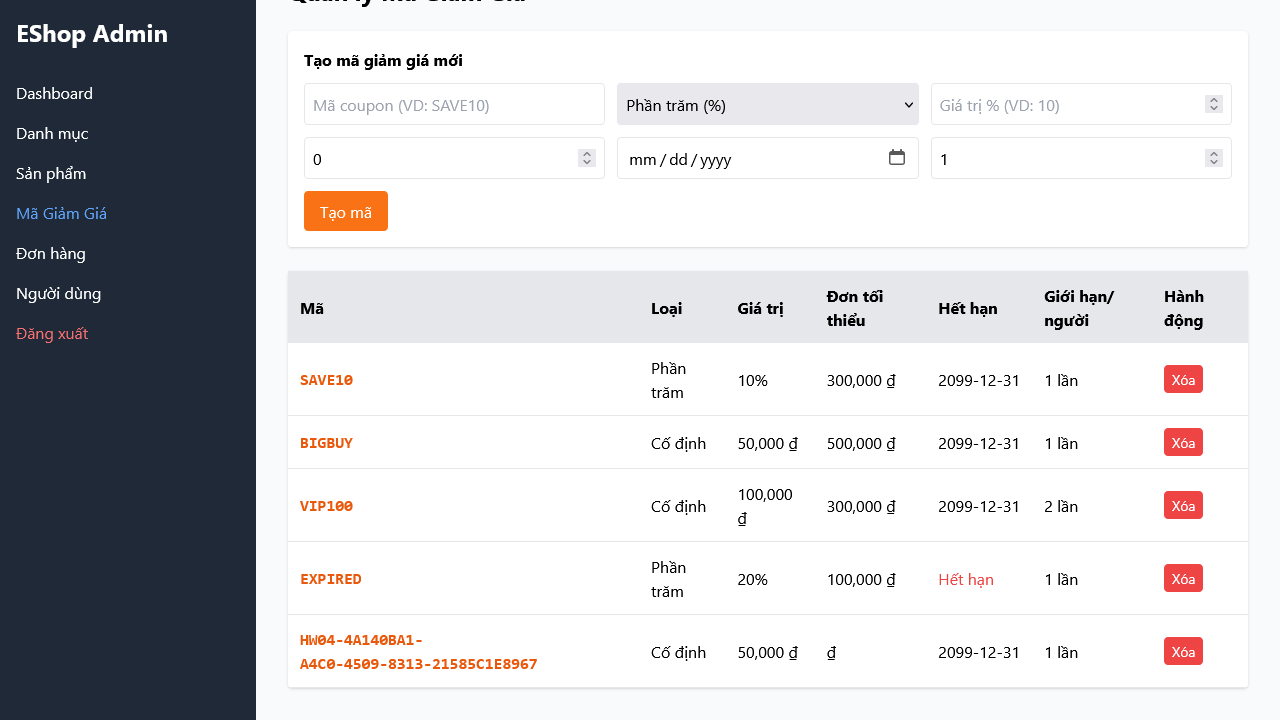 EShop Admin
Dashboard
Danh mục
Sản phẩm
Mã Giảm Giá
Đơn hàng
Người dùng
Đăng xuất
Tạo mã giảm giá mới
Mã coupon (VD: SAVE10)
Phần trăm (%)
Giá trị % (VD: 10)
0
mm/dd/yyyy
1
Tạo mã
Mã Loại Giá trị Đơn tối thiểu Hết hạn Giới hạn/người Hành động
SAVE10 Phần trăm 10% 300,000 ₫ 2099-12-31 1 lần Xóa
BIGBUY Cố định 50,000 ₫ 500,000 ₫ 2099-12-31 1 lần Xóa
VIP100 Cố định 100,000 ₫ 300,000 ₫ 2099-12-31 2 lần Xóa
EXPIRED Phần trăm 20% 100,000 ₫ Hết hạn 1 lần Xóa
HW04-4A140BA1-A4C0-4509-8313-21585C1E8967 Cố định 50,000 ₫ ₫ 2099-12-31 1 lần Xóa